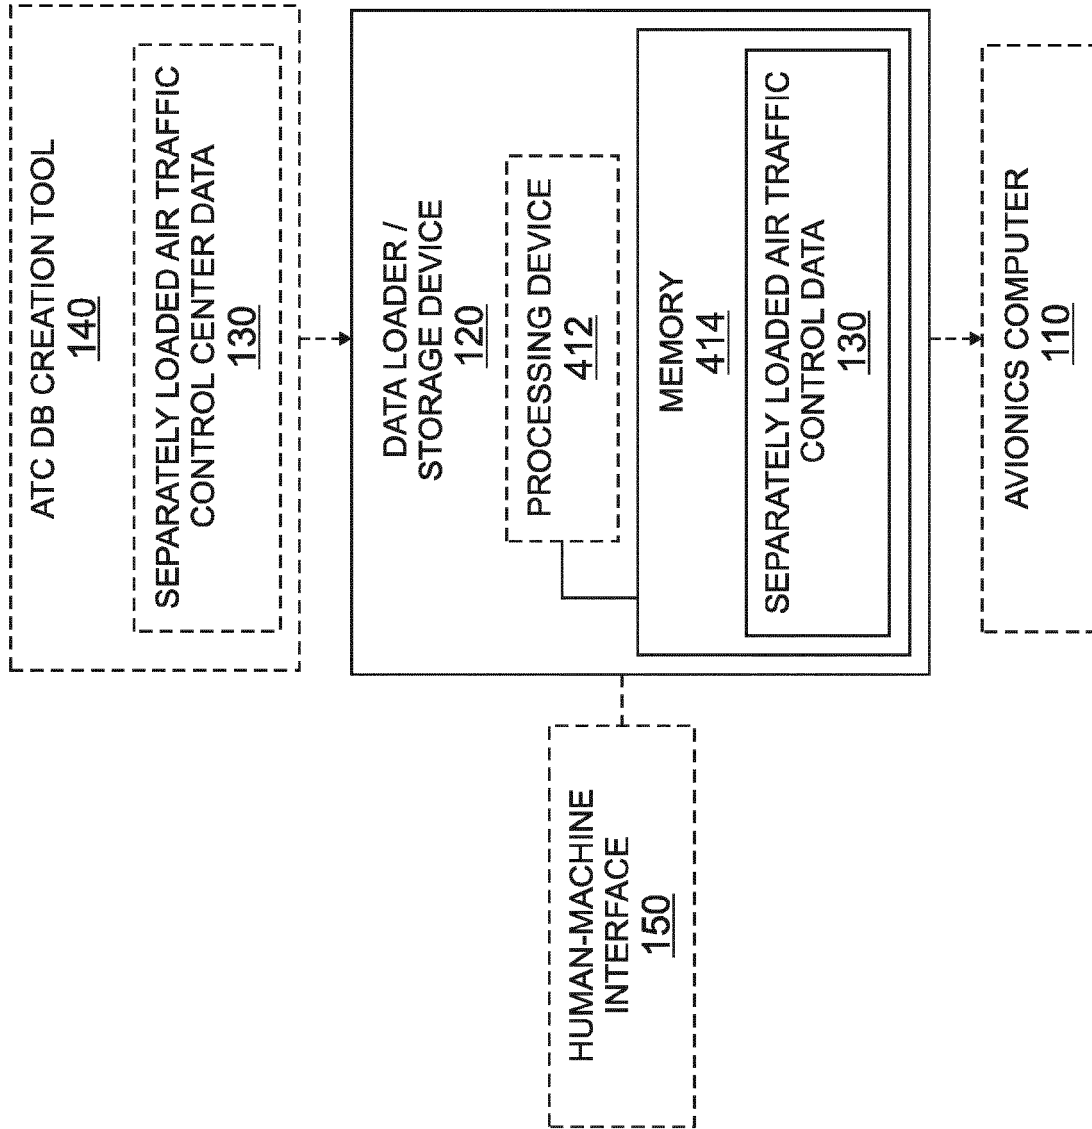 ATC DB CREATION TOOL
140
SEPARATELY LOADED AIR TRAFFIC
CONTROL CENTER DATA
130
DATA LOADER /
STORAGE DEVICE
120
PROCESSING DEVICE
412
MEMORY
414
SEPARATELY LOADED AIR TRAFFIC
CONTROL DATA
130
AVIONICS COMPUTER
110
HUMAN-MACHINE
INTERFACE
150